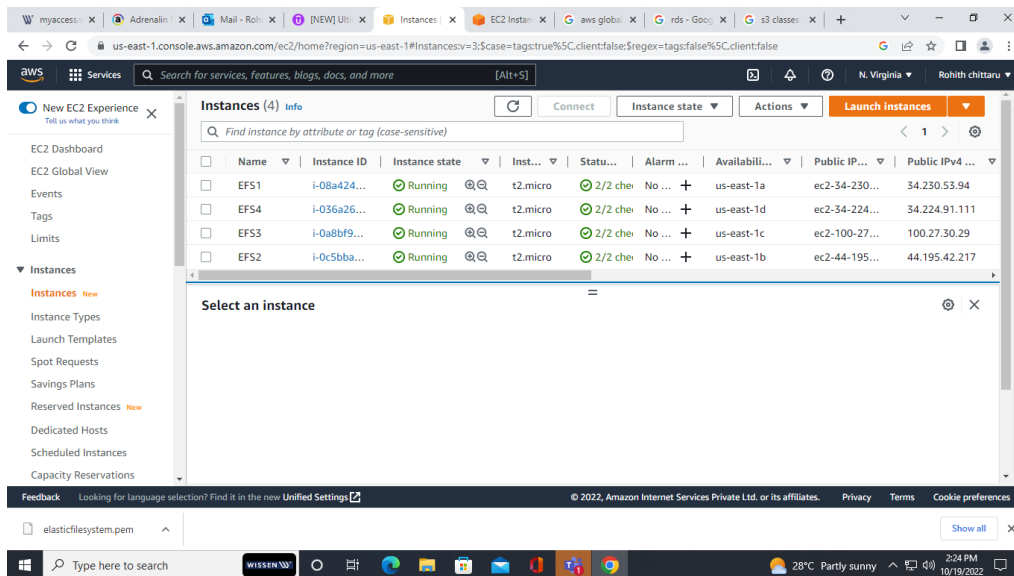 myaccess. Adrenalin Mail - Roh [NEW] Ulti Instances EC2 Instan aws global rds - Goog s3 classes
us-east-1.console.aws.amazon.com/ec2/home?region=us-east-1#Instances:v=3;$case=tags:true%5C,client:false;$regex=tags:false%5C,client:false
aws Services Search for services, features, blogs, docs, and more [Alt+S] N. Virginia Rohith chittaru
New EC2 Experience
Tell us what you think
EC2 Dashboard
EC2 Global View
Events
Tags
Limits
Instances
Instances New
Instance Types
Launch Templates
Spot Requests
Savings Plans
Reserved Instances New
Dedicated Hosts
Scheduled Instances
Capacity Reservations
Instances (4) Info Connect Instance state Actions Launch instances
Find instance by attribute or tag (case-sensitive) 1
Name Instance ID Instance state Inst... Statu... Alarm ... Availabili... Public IP... Public IPv4 ...
EFS1 i-08a424... Running t2.micro 2/2 che No ... us-east-1a ec2-34-230... 34.230.53.94
EFS4 i-036a26... Running t2.micro 2/2 che No ... us-east-1d ec2-34-224... 34.224.91.111
EFS3 i-0a8bf9... Running t2.micro 2/2 che No ... us-east-1c ec2-100-27... 100.27.30.29
EFS2 i-0c5bba... Running t2.micro 2/2 che No ... us-east-1b ec2-44-195... 44.195.42.217
Select an instance
Feedback Looking for language selection? Find it in the new Unified Settings © 2022, Amazon Internet Services Private Ltd. or its affiliates. Privacy Terms Cookie preferences
elasticfilesystem.pem Show all
Type here to search WISSEN 28°C Partly sunny 2:24 PM
10/19/2022